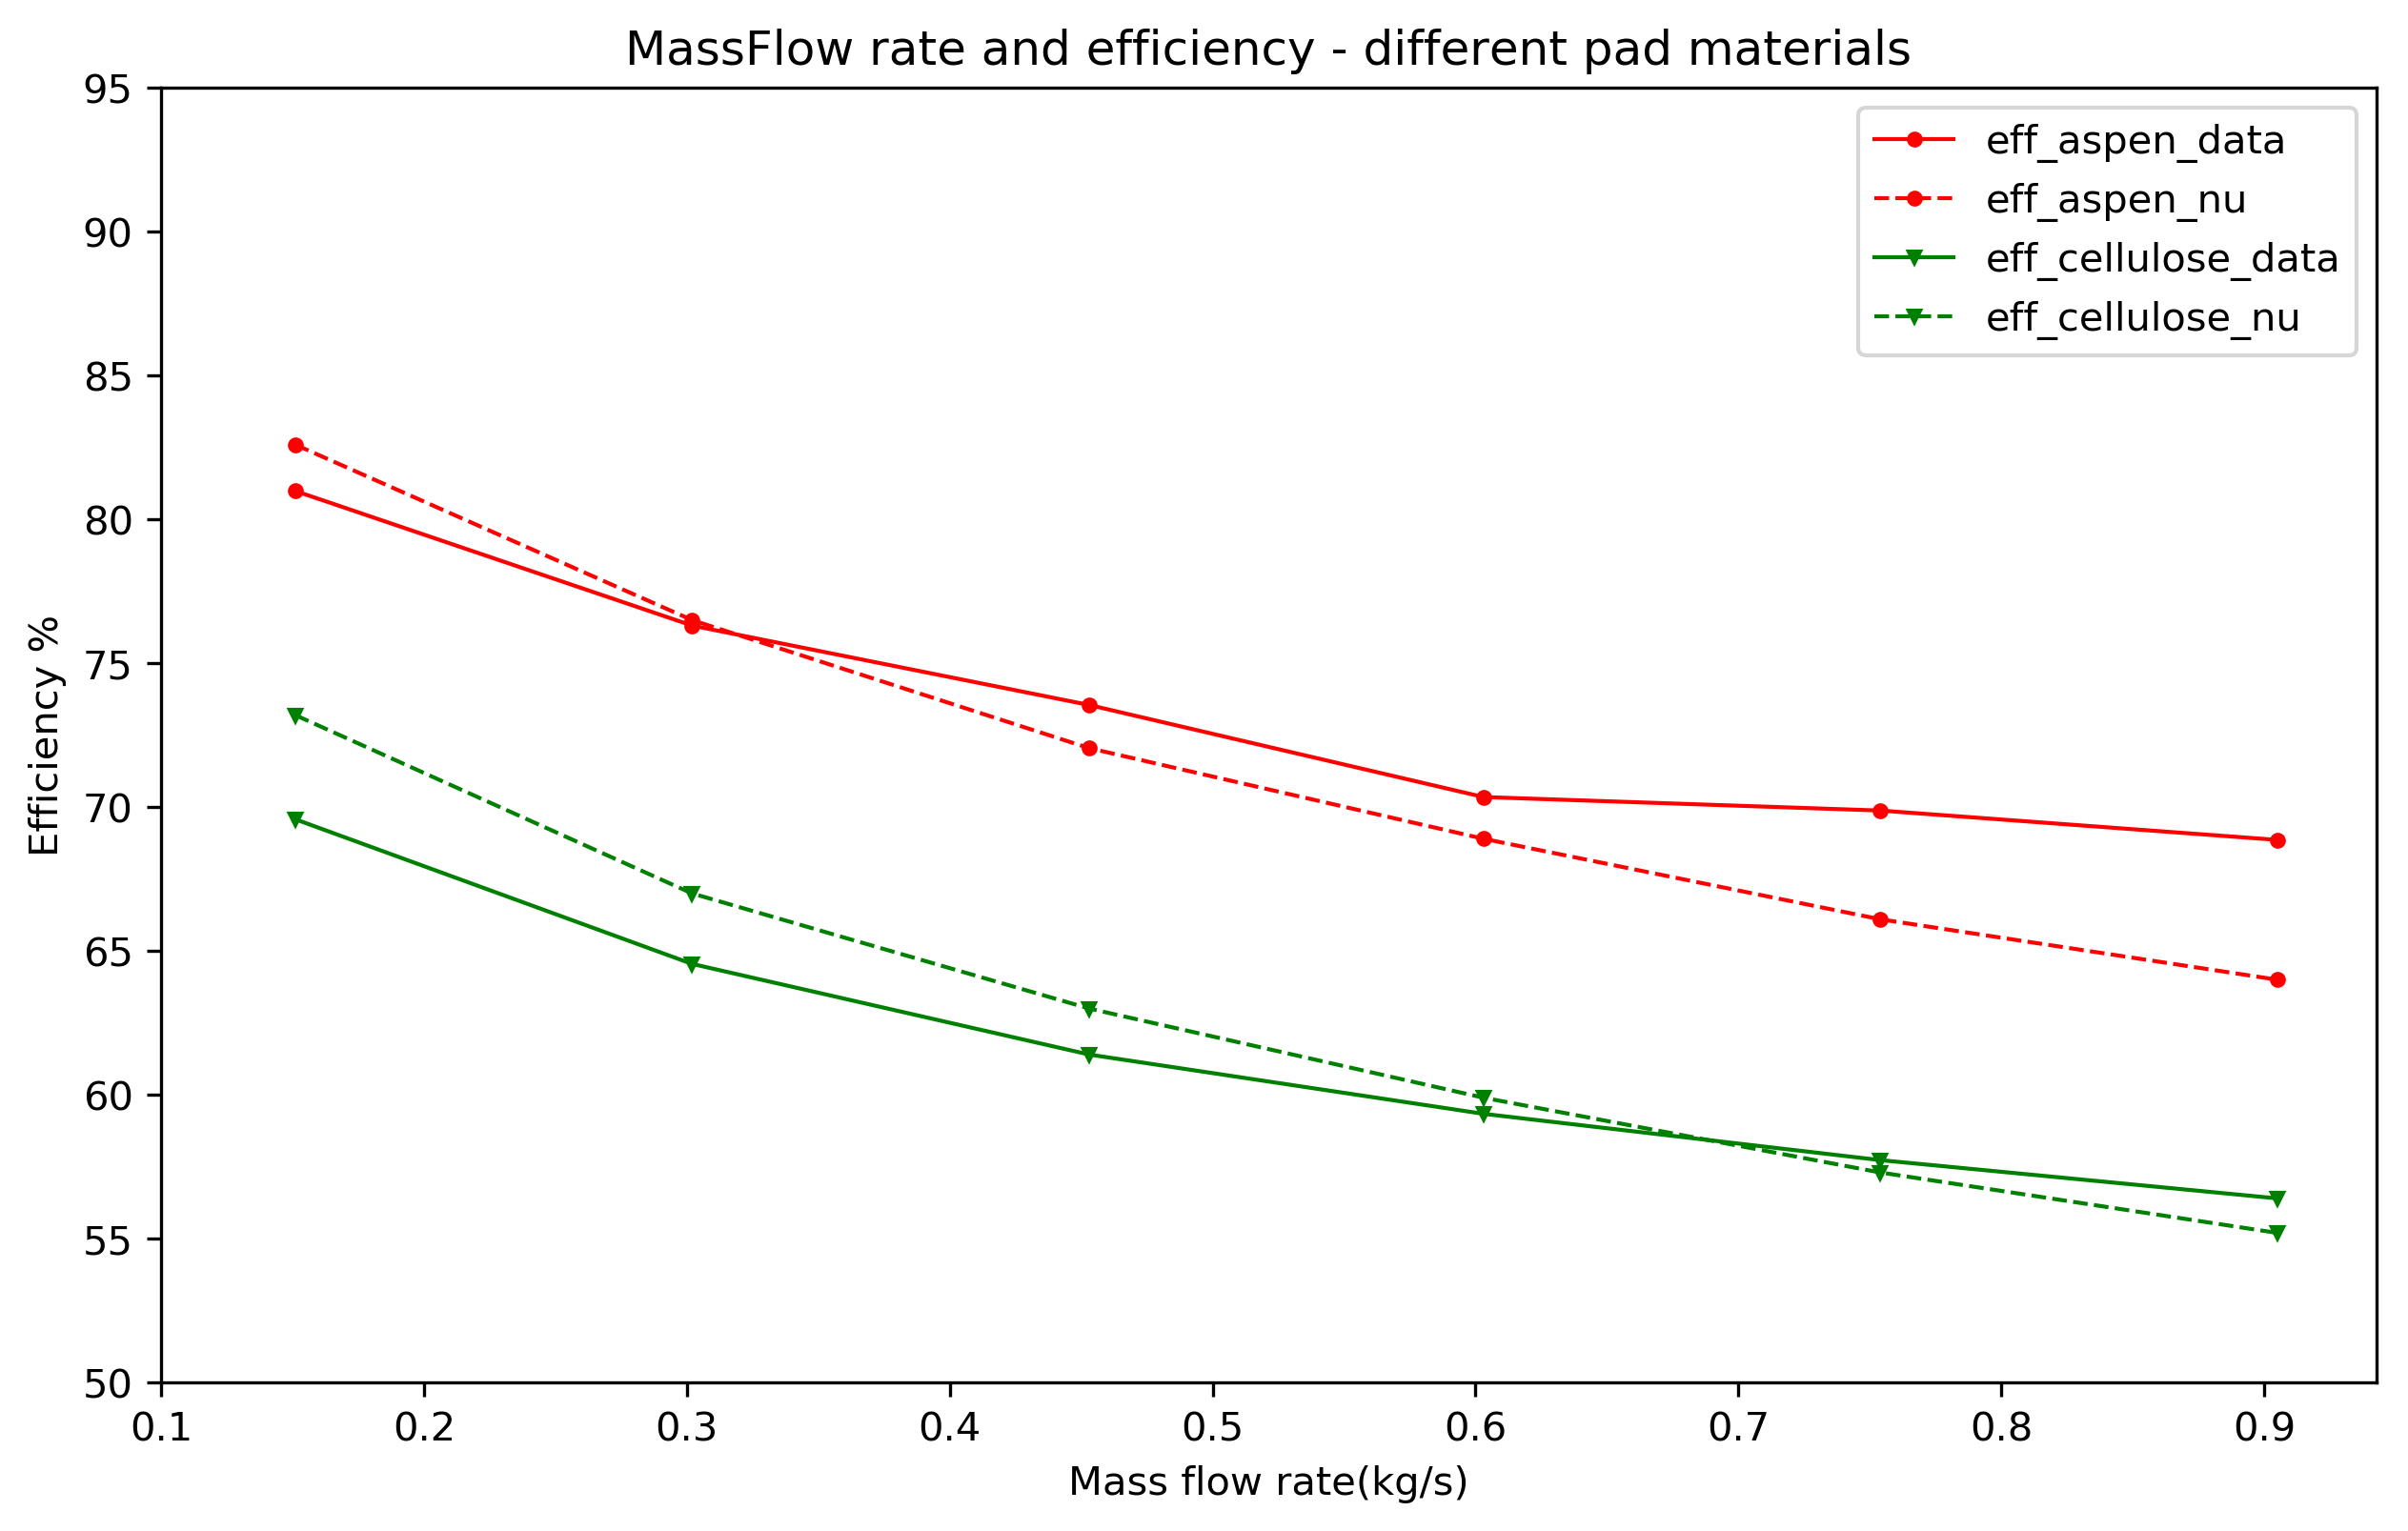 MassFlow rate and efficiency - different pad materials
95
90
85
80
75
70
65
60
55
50
Efficiency %
eff_aspen_data
eff_aspen_nu
eff_cellulose_data
eff_cellulose_nu
0.1 0.2 0.3 0.4 0.5 0.6 0.7 0.8 0.9
Mass flow rate(kg/s)